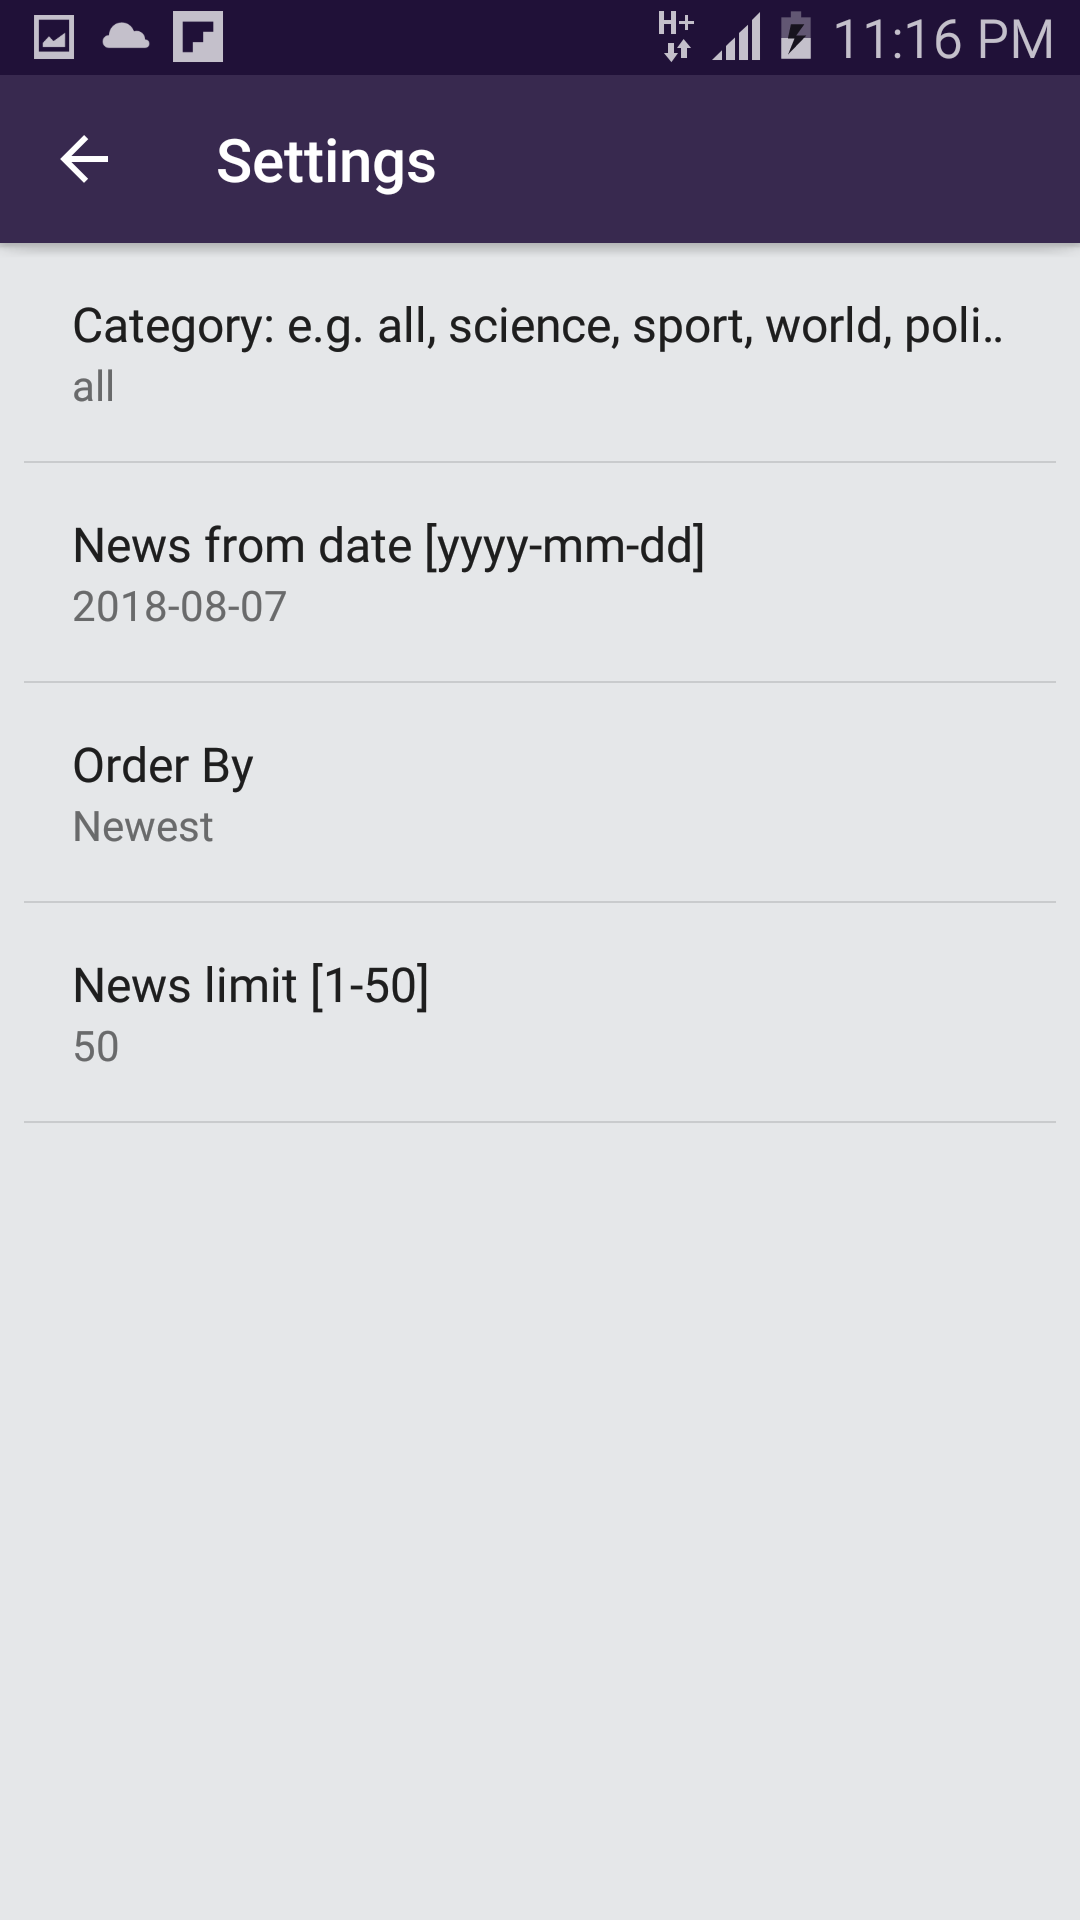 H+ 11:16 PM
Settings
Category: e.g. all, science, sport, world, poli..
all
News from date [yyyy-mm-dd]
2018-08-07
Order By
Newest
News limit [1-50]
50